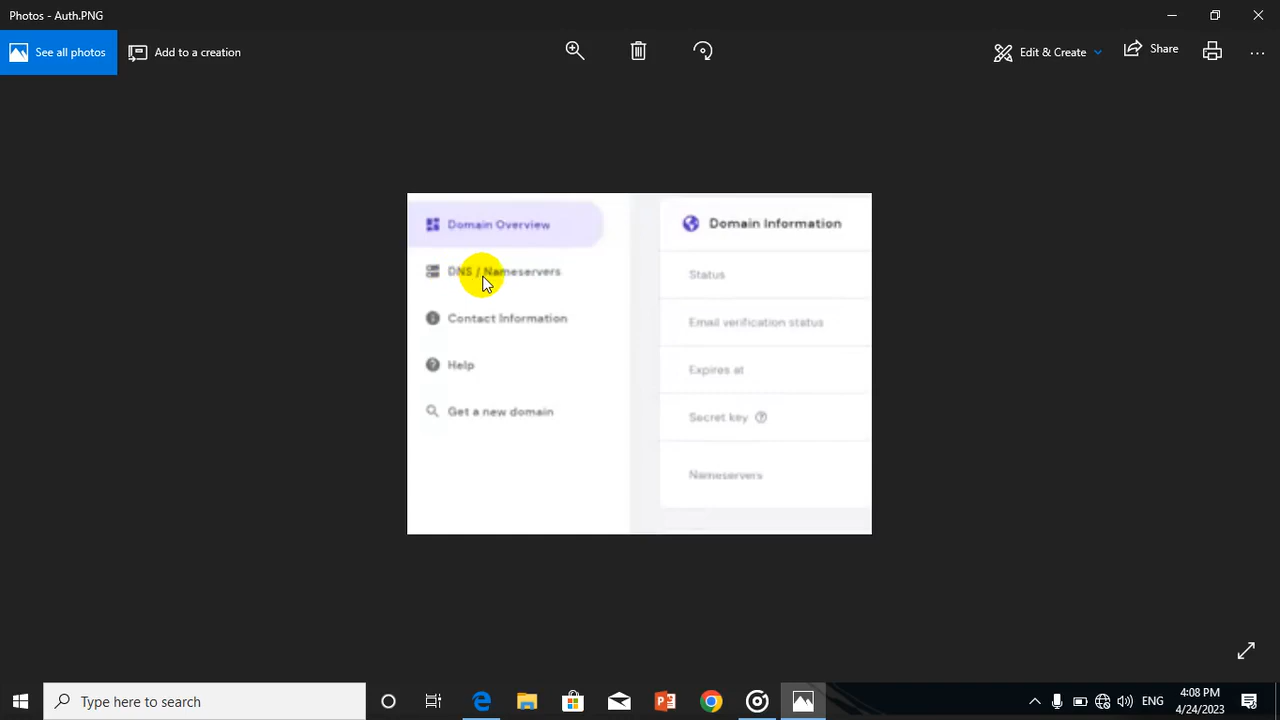 Photos - Auth.PNG
See all photos
Add to a creation
Edit & Create
Share
Domain Overview
DNS / Nameservers
Contact Information
Help
Get a new domain
Domain Information
Status
Email verification status
Expires at
Secret key
Nameservers
Type here to search
ENG
4:08 PM
4/24/2023